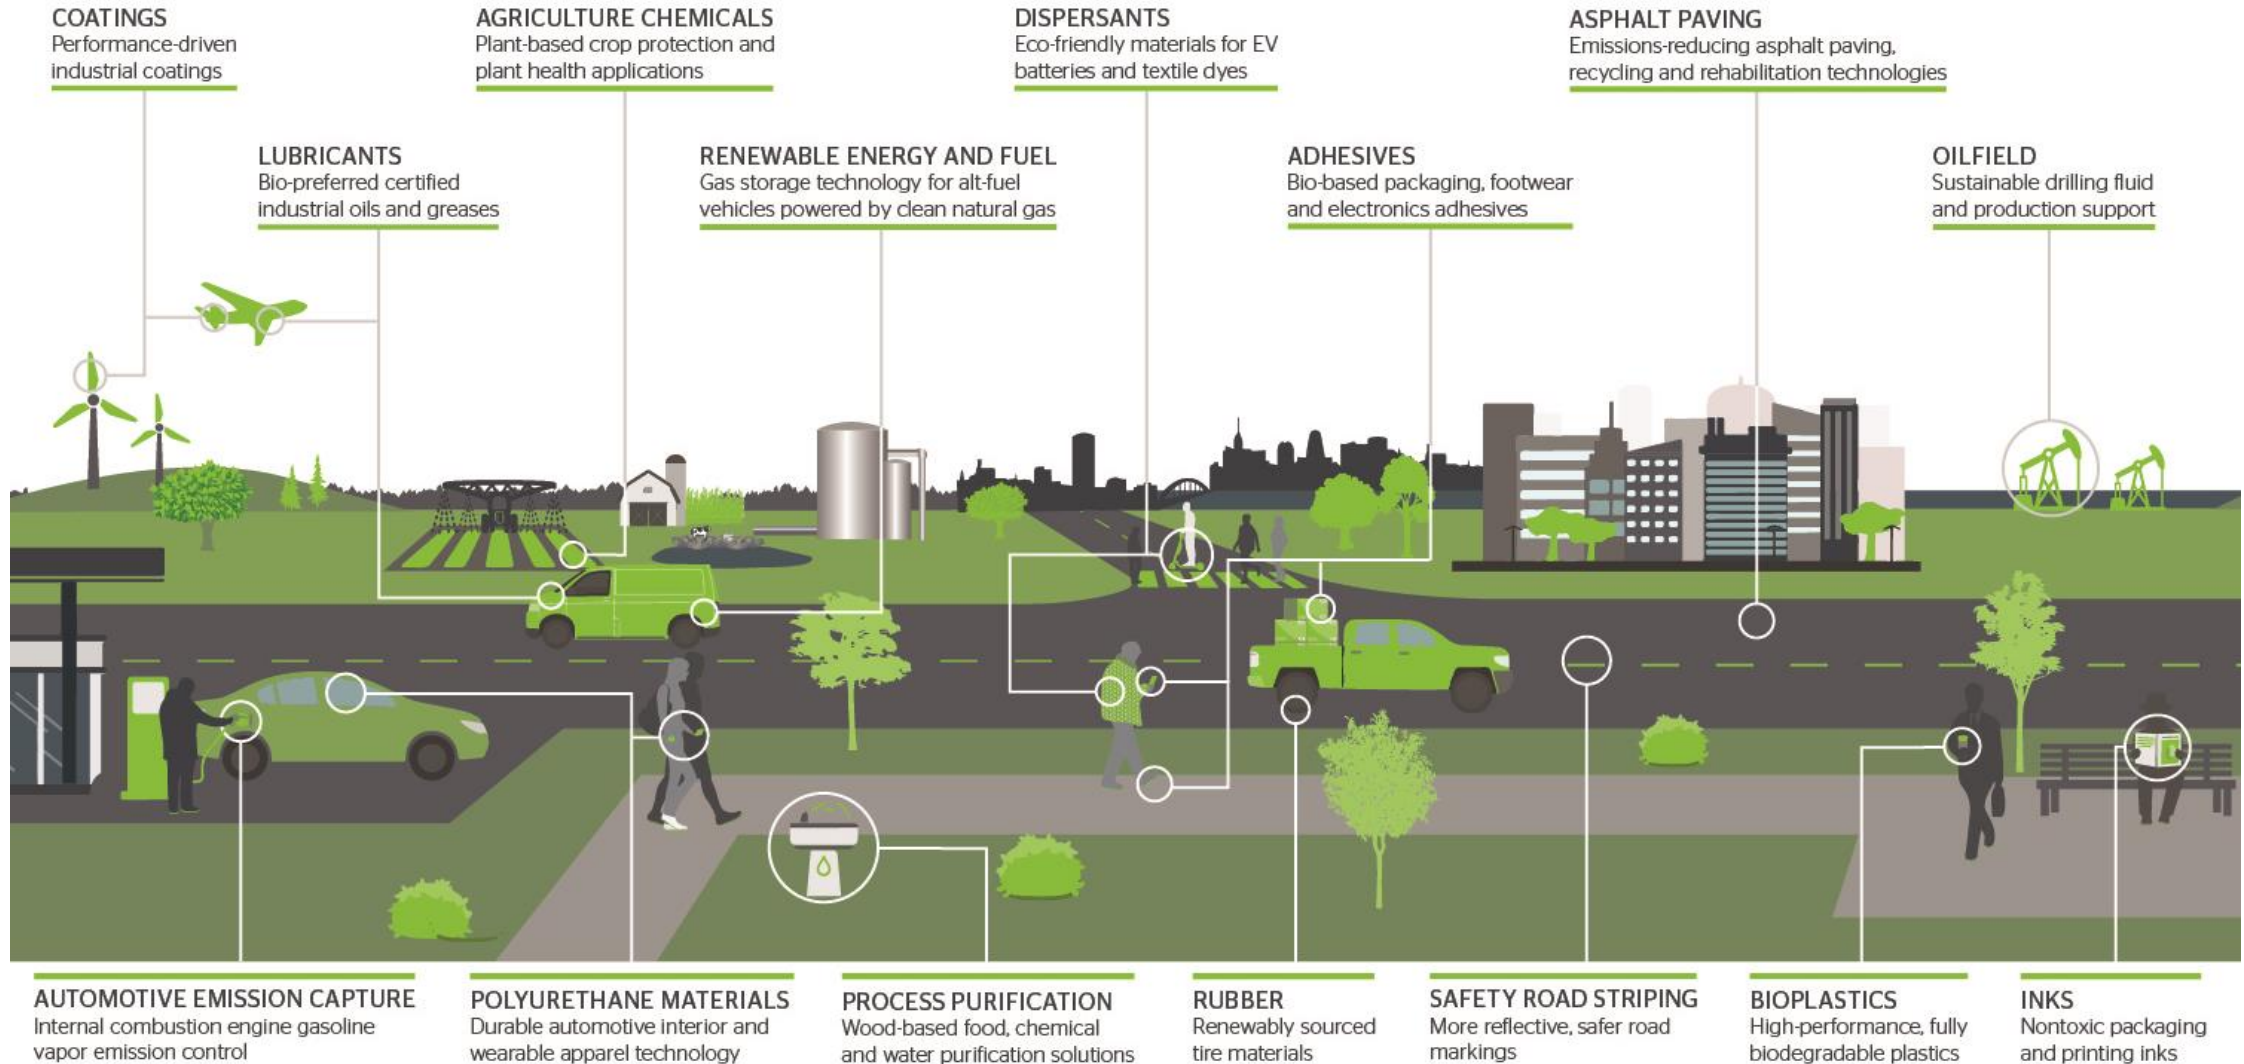 COATINGS
Performance-driven
industrial coatings
AGRICULTURE CHEMICALS
Plant-based crop protection and
plant health applications
DISPERSANTS
Eco-friendly materials for EV
batteries and textile dyes
ASPHALT PAVING
Emissions-reducing asphalt paving,
recycling and rehabilitation technologies
LUBRICANTS
Bio-preferred certified
industrial oils and greases
RENEWABLE ENERGY AND FUEL
Gas storage technology for alt-fuel
vehicles powered by clean natural gas
ADHESIVES
Bio-based packaging, footwear
and electronics adhesives
OILFIELD
Sustainable drilling fluid
and production support
AUTOMOTIVE EMISSION CAPTURE
Internal combustion engine gasoline
vapor emission control
POLYURETHANE MATERIALS
Durable automotive interior and
wearable apparel technology
PROCESS PURIFICATION
Wood-based food, chemical
and water purification solutions
RUBBER
Renewably sourced
tire materials
SAFETY ROAD STRIPING
More reflective, safer road
markings
BIOPLASTICS
High-performance, fully
biodegradable plastics
INKS
Nontoxic packaging
and printing inks